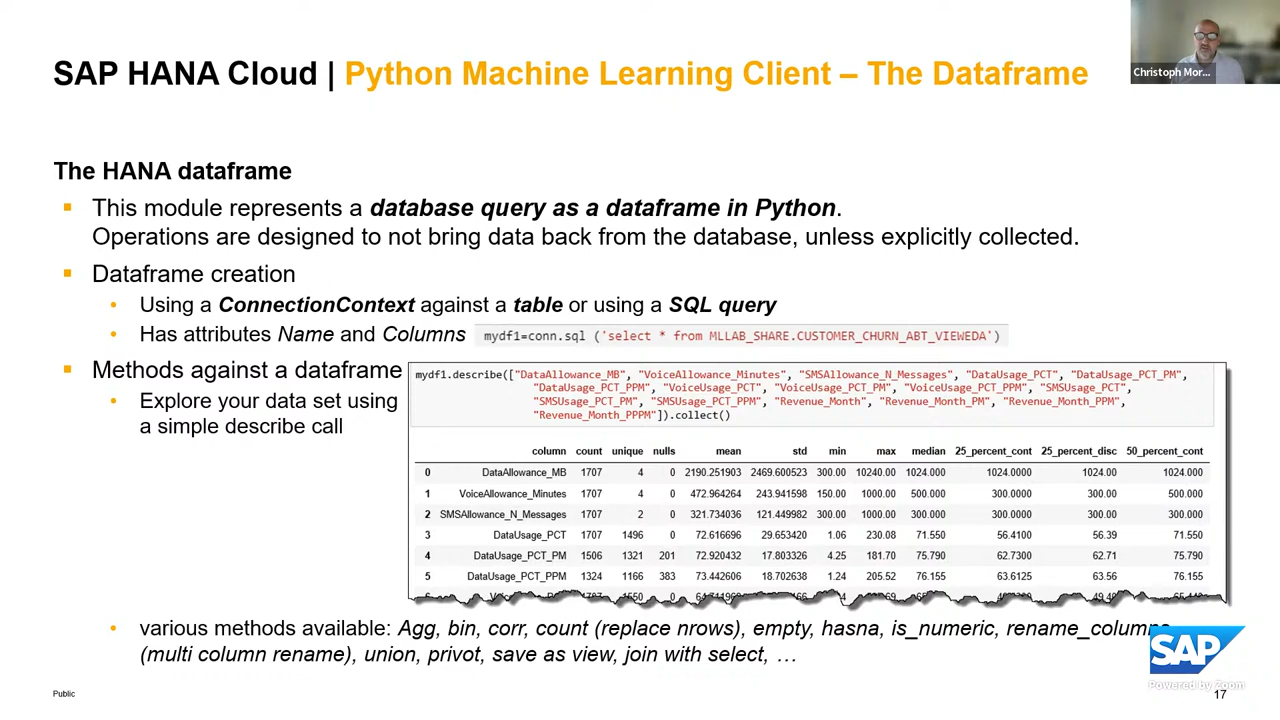 SAP HANA Cloud | Python Machine Learning Client – The Dataframe
Christoph Mor...
The HANA dataframe
▪ This module represents a database query as a dataframe in Python.
Operations are designed to not bring data back from the database, unless explicitly collected.
▪ Dataframe creation
• Using a ConnectionContext against a table or using a SQL query
• Has attributes Name and Columns
mydf1=conn.sql ('select * from MLLAB_SHARE.CUSTOMER_CHURN_ABT_VIEWEDA')
▪ Methods against a dataframe
• Explore your data set using
a simple describe call
mydf1.describe(["DataAllowance_MB", "VoiceAllowance_Minutes", "SMSAllowance_N_Messages", "DataUsage_PCT", "DataUsage_PCT_PM",
"DataUsage_PCT_PPM", "VoiceUsage_PCT", "VoiceUsage_PCT_PM", "VoiceUsage_PCT_PPM", "SMSUsage_PCT",
"SMSUsage_PCT_PM", "SMSUsage_PCT_PPM", "Revenue_Month", "Revenue_Month_PM", "Revenue_Month_PPM",
"Revenue_Month_PPPM"]).collect()
column count unique nulls mean std min max median 25_percent_cont 25_percent_disc 50_percent_cont
0 DataAllowance_MB 1707 4 0 2190.251903 2469.600523 300.00 10240.00 1024.000 1024.0000 1024.00 1024.000
1 VoiceAllowance_Minutes 1707 4 0 472.964264 243.941598 150.00 1000.00 500.000 300.0000 300.00 500.000
2 SMSAllowance_N_Messages 1707 2 0 321.734036 121.449982 300.00 1000.00 300.000 300.0000 300.00 300.000
3 DataUsage_PCT 1707 1496 0 72.616696 29.653420 1.06 230.08 71.550 56.4100 56.39 71.550
4 DataUsage_PCT_PM 1506 1321 201 72.920432 17.803326 4.25 181.70 75.790 62.7300 62.71 75.790
5 DataUsage_PCT_PPM 1324 1166 383 73.442606 18.702638 1.24 205.52 76.155 63.6125 63.56 76.155
• various methods available: Agg, bin, corr, count (replace nrows), empty, hasna, is_numeric, rename_columns
(multi column rename), union, privot, save as view, join with select, …
SAP
Powered by Zoom
Public
17